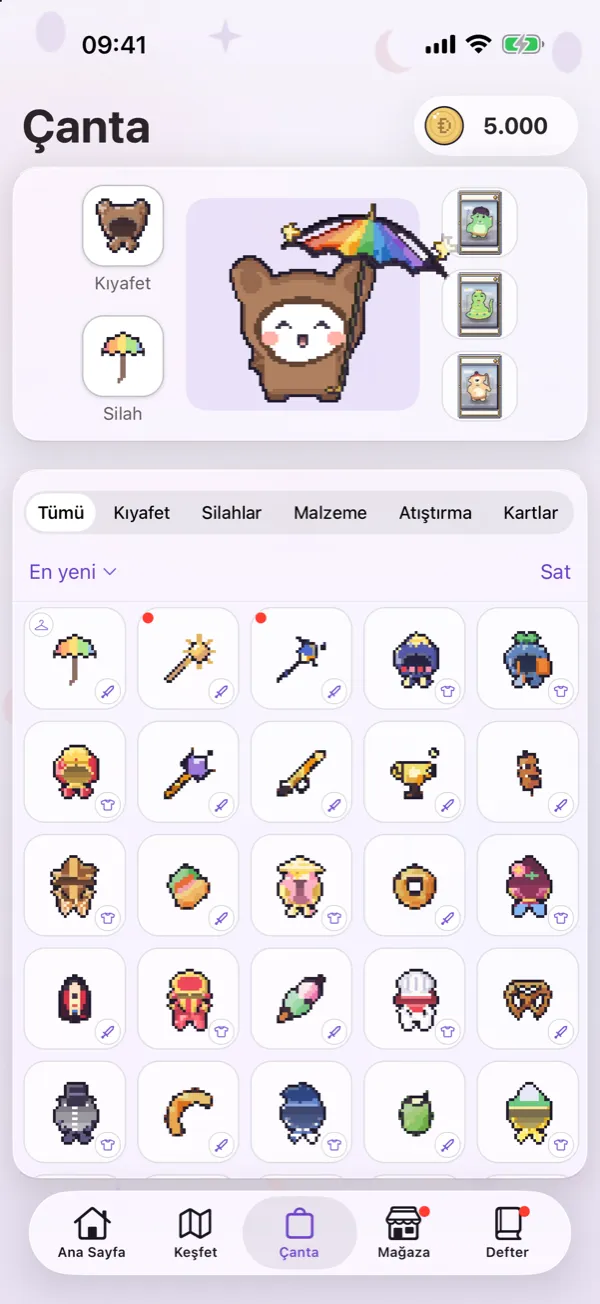 09:41
Çanta
5.000
Kıyafet
Silah
Tümü Kıyafet Silahlar Malzeme Atıştırma Kartlar
En yeni Sat
Ana Sayfa Keşfet Çanta Mağaza Defter